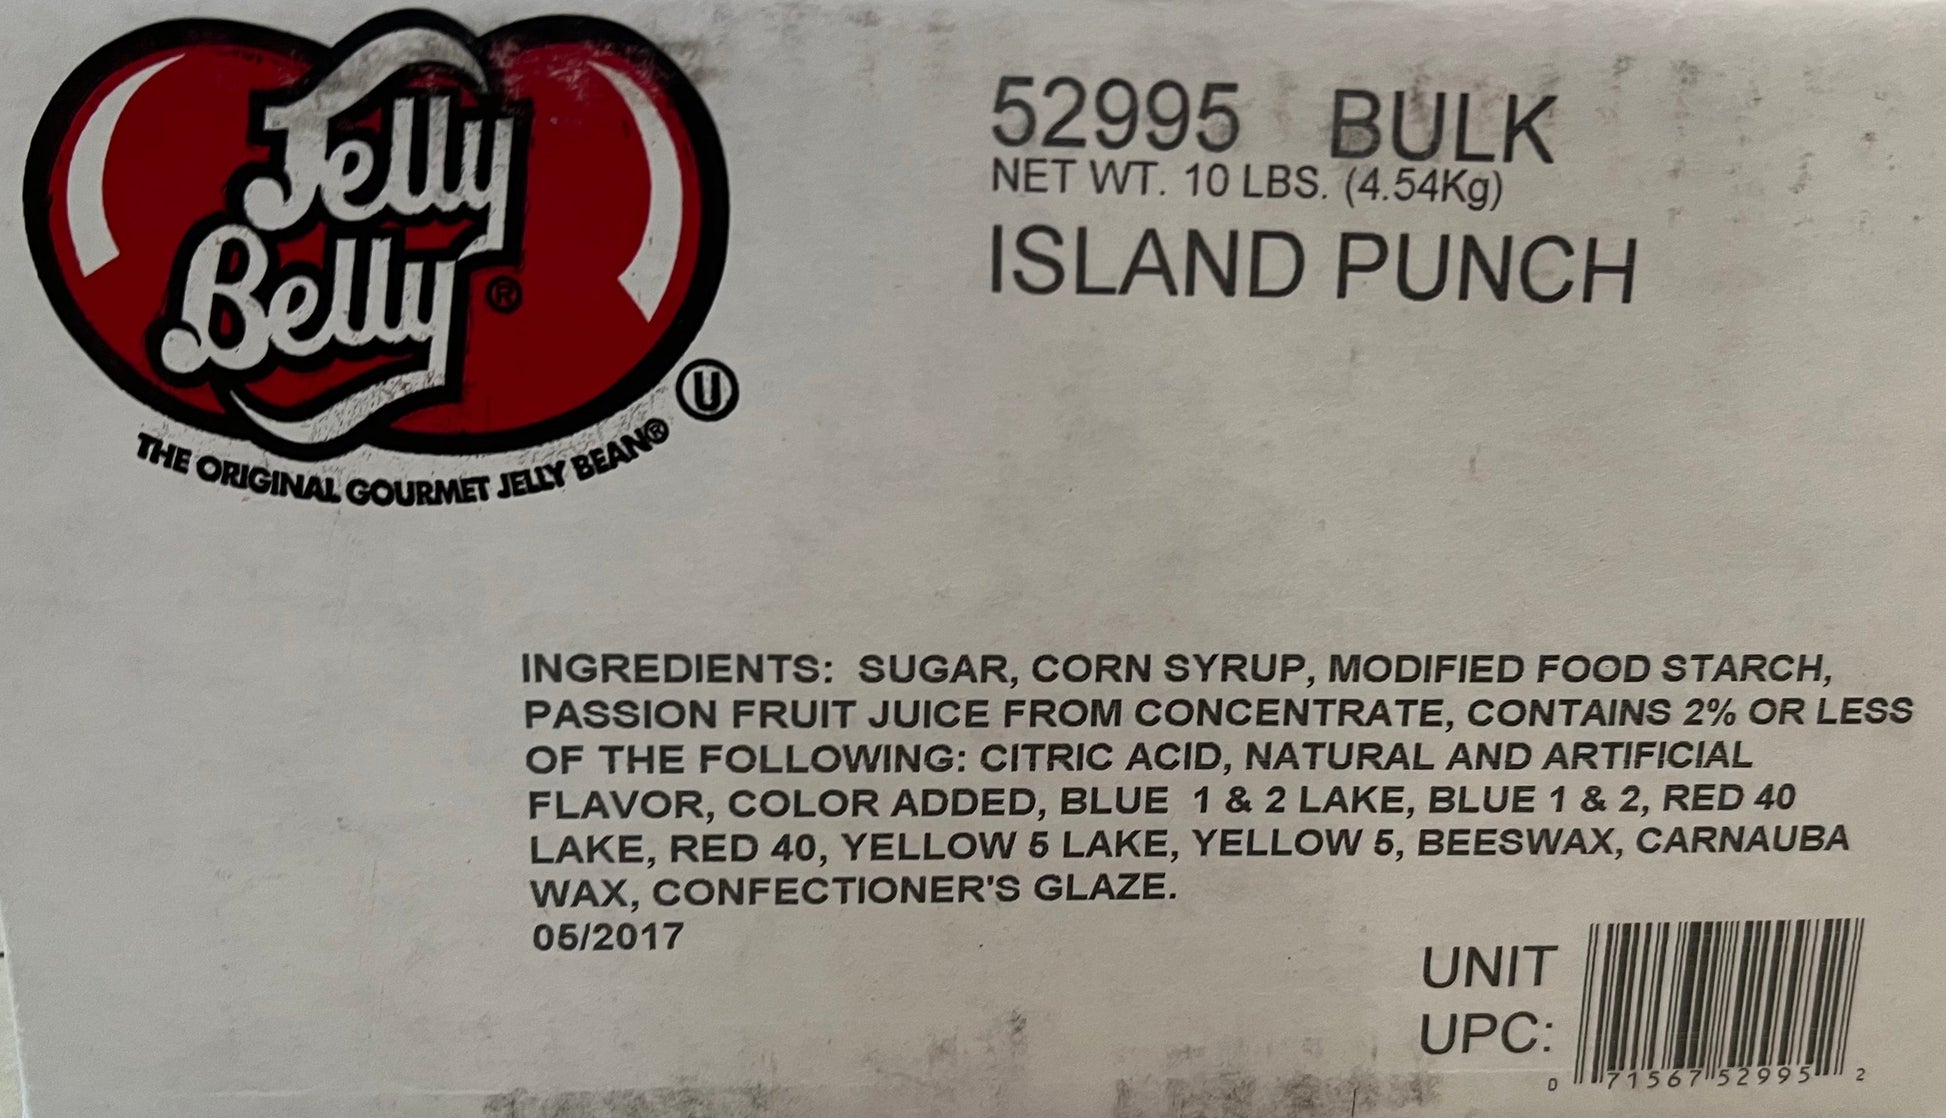 Jelly
Belly®
THE ORIGINAL GOURMET JELLY BEAN®
U
52995 BULK
NET WT. 10 LBS. (4.54Kg)
ISLAND PUNCH
INGREDIENTS: SUGAR, CORN SYRUP, MODIFIED FOOD STARCH,
PASSION FRUIT JUICE FROM CONCENTRATE, CONTAINS 2% OR LESS
OF THE FOLLOWING: CITRIC ACID, NATURAL AND ARTIFICIAL
FLAVOR, COLOR ADDED, BLUE 1 & 2 LAKE, BLUE 1 & 2, RED 40
LAKE, RED 40, YELLOW 5 LAKE, YELLOW 5, BEESWAX, CARNAUBA
WAX, CONFECTIONER'S GLAZE.
05/2017
UNIT
UPC:
0 71567 52995 2